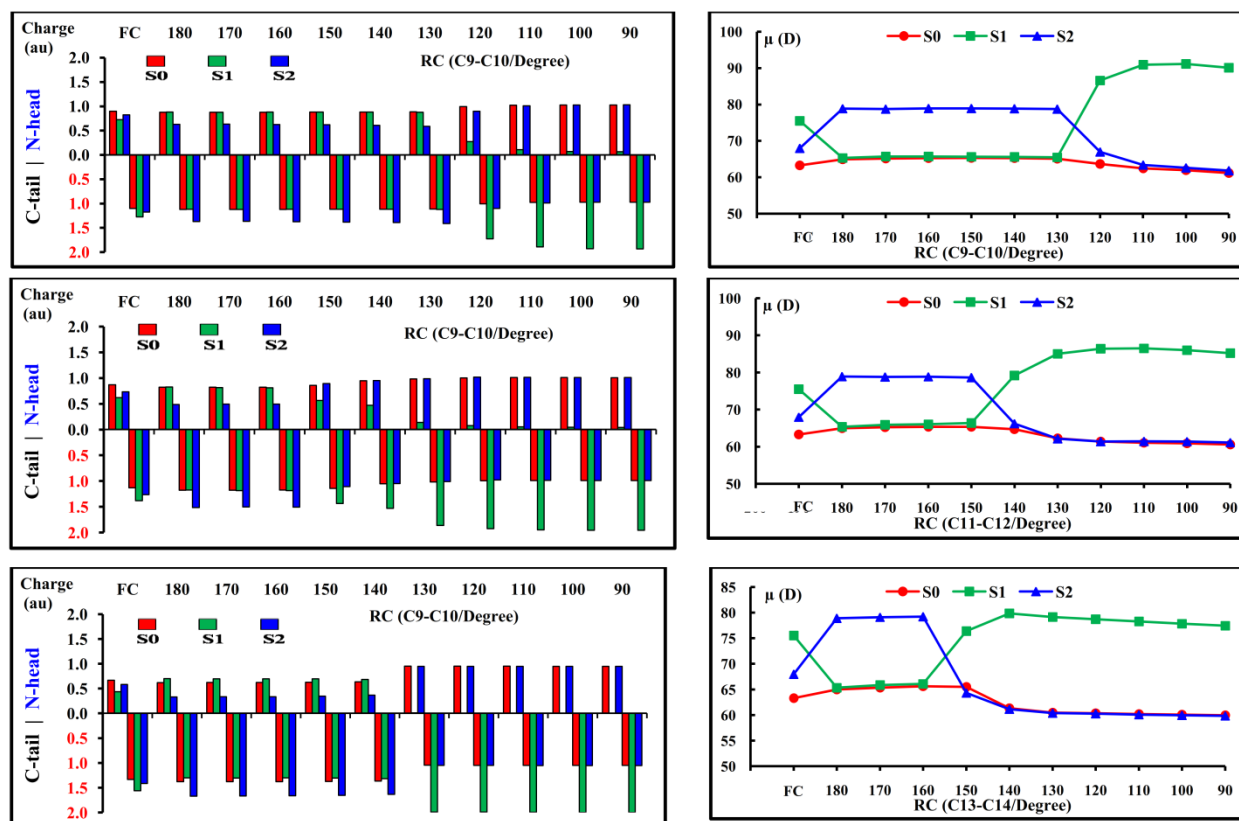 Charge (au)
FC 180 170 160 150 140 130 120 110 100 90
RC (C9-C10/Degree)
S0 S1 S2
C-tail | N-head
2.0
1.5
1.0
0.5
0.0
0.5
1.0
1.5
2.0
μ (D)
S0 S1 S2
100
90
80
70
60
50
FC 180 170 160 150 140 130 120 110 100 90
RC (C9-C10/Degree)
Charge (au)
FC 180 170 160 150 140 130 120 110 100 90
RC (C9-C10/Degree)
S0 S1 S2
C-tail | N-head
2.0
1.5
1.0
0.5
0.0
0.5
1.0
1.5
2.0
μ (D)
S0 S1 S2
100
90
80
70
60
50
FC 180 170 160 150 140 130 120 110 100 90
RC (C11-C12/Degree)
Charge (au)
FC 180 170 160 150 140 130 120 110 100 90
RC (C9-C10/Degree)
S0 S1 S2
C-tail | N-head
2.0
1.5
1.0
0.5
0.0
0.5
1.0
1.5
2.0
μ (D)
S0 S1 S2
85
80
75
70
65
60
55
50
FC 180 170 160 150 140 130 120 110 100 90
RC (C13-C14/Degree)